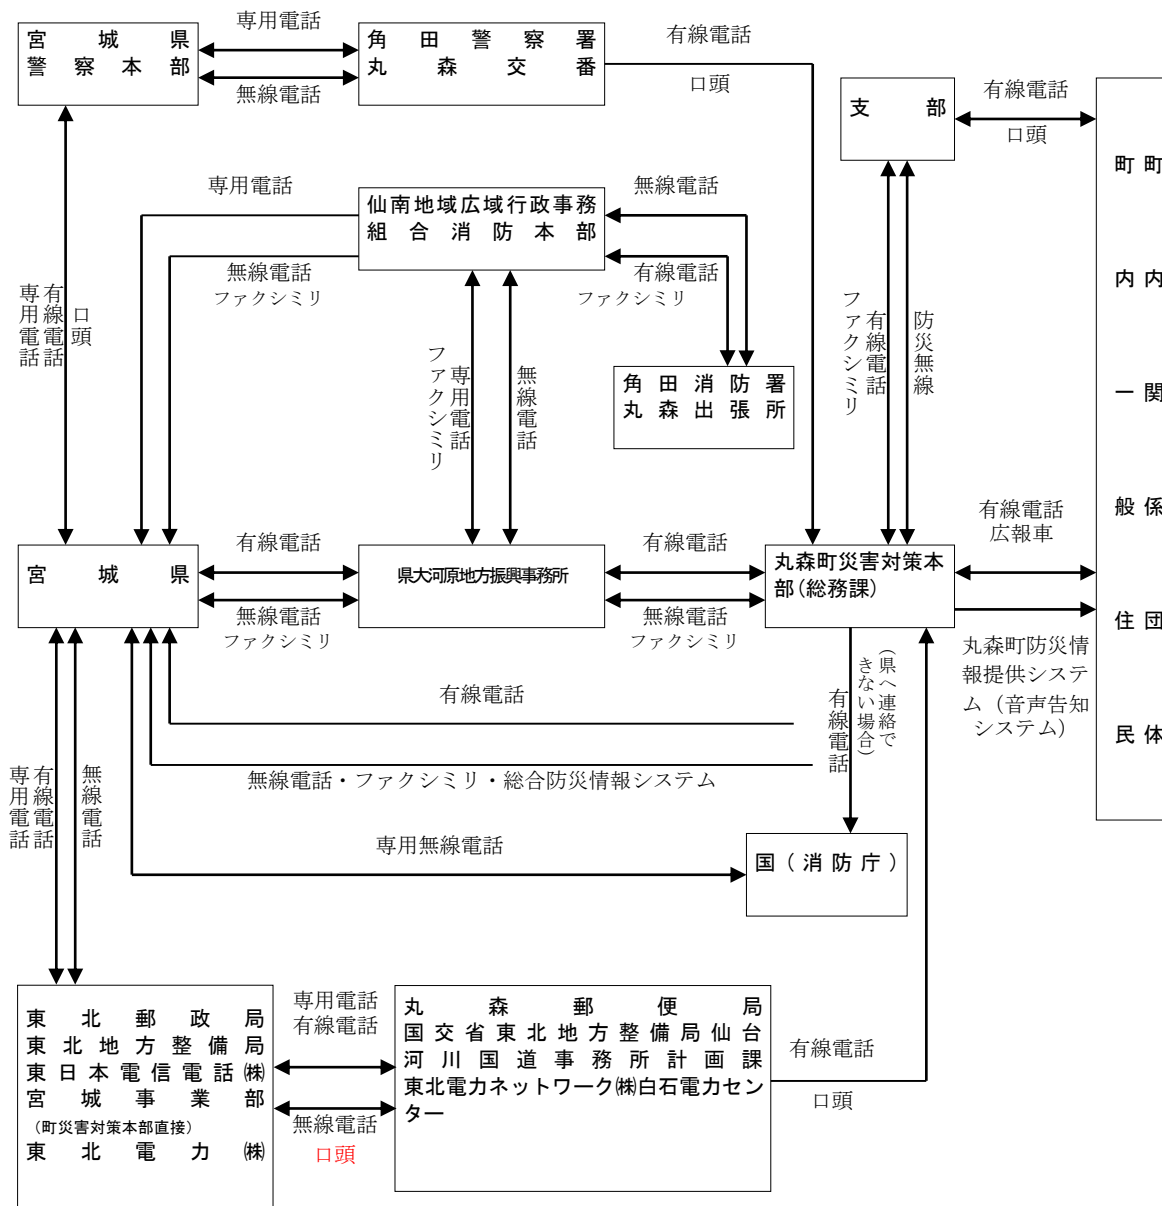 専用電話
宮城県
警察本部
無線電話
角田警察署
丸森交番
有線電話
口頭
支部
有線電話
口頭
町内一般住民
町内関係団体
専用電話
仙南地域広域行政事務
組合消防本部
無線電話
無線電話
ファクシミリ
有線電話
ファクシミリ
専用電話
有線電話
口頭
ファクシミリ
専用電話
無線電話
角田消防署
丸森出張所
ファクシミリ
有線電話
防災無線
宮城県
有線電話
無線電話
ファクシミリ
県大河原地方振興事務所
有線電話
無線電話
ファクシミリ
丸森町災害対策本
部(総務課)
有線電話
広報車
丸森町防災情
報提供システ
ム（音声告知
システム）
有線電話
(県へ連絡で
きない場合)
有線電話
無線電話・ファクシミリ・総合防災情報システム
専用電話
有線電話
無線電話
専用無線電話
国(消防庁)
東北郵政局
東北地方整備局
東日本電信電話㈱
宮城事業部
（町災害対策本部直接）
東北電力㈱
専用電話
有線電話
無線電話
口頭
丸森郵便局
国交省東北地方整備局仙台
河川国道事務所計画課
東北電力ネットワーク㈱白石電力セン
ター
有線電話
口頭